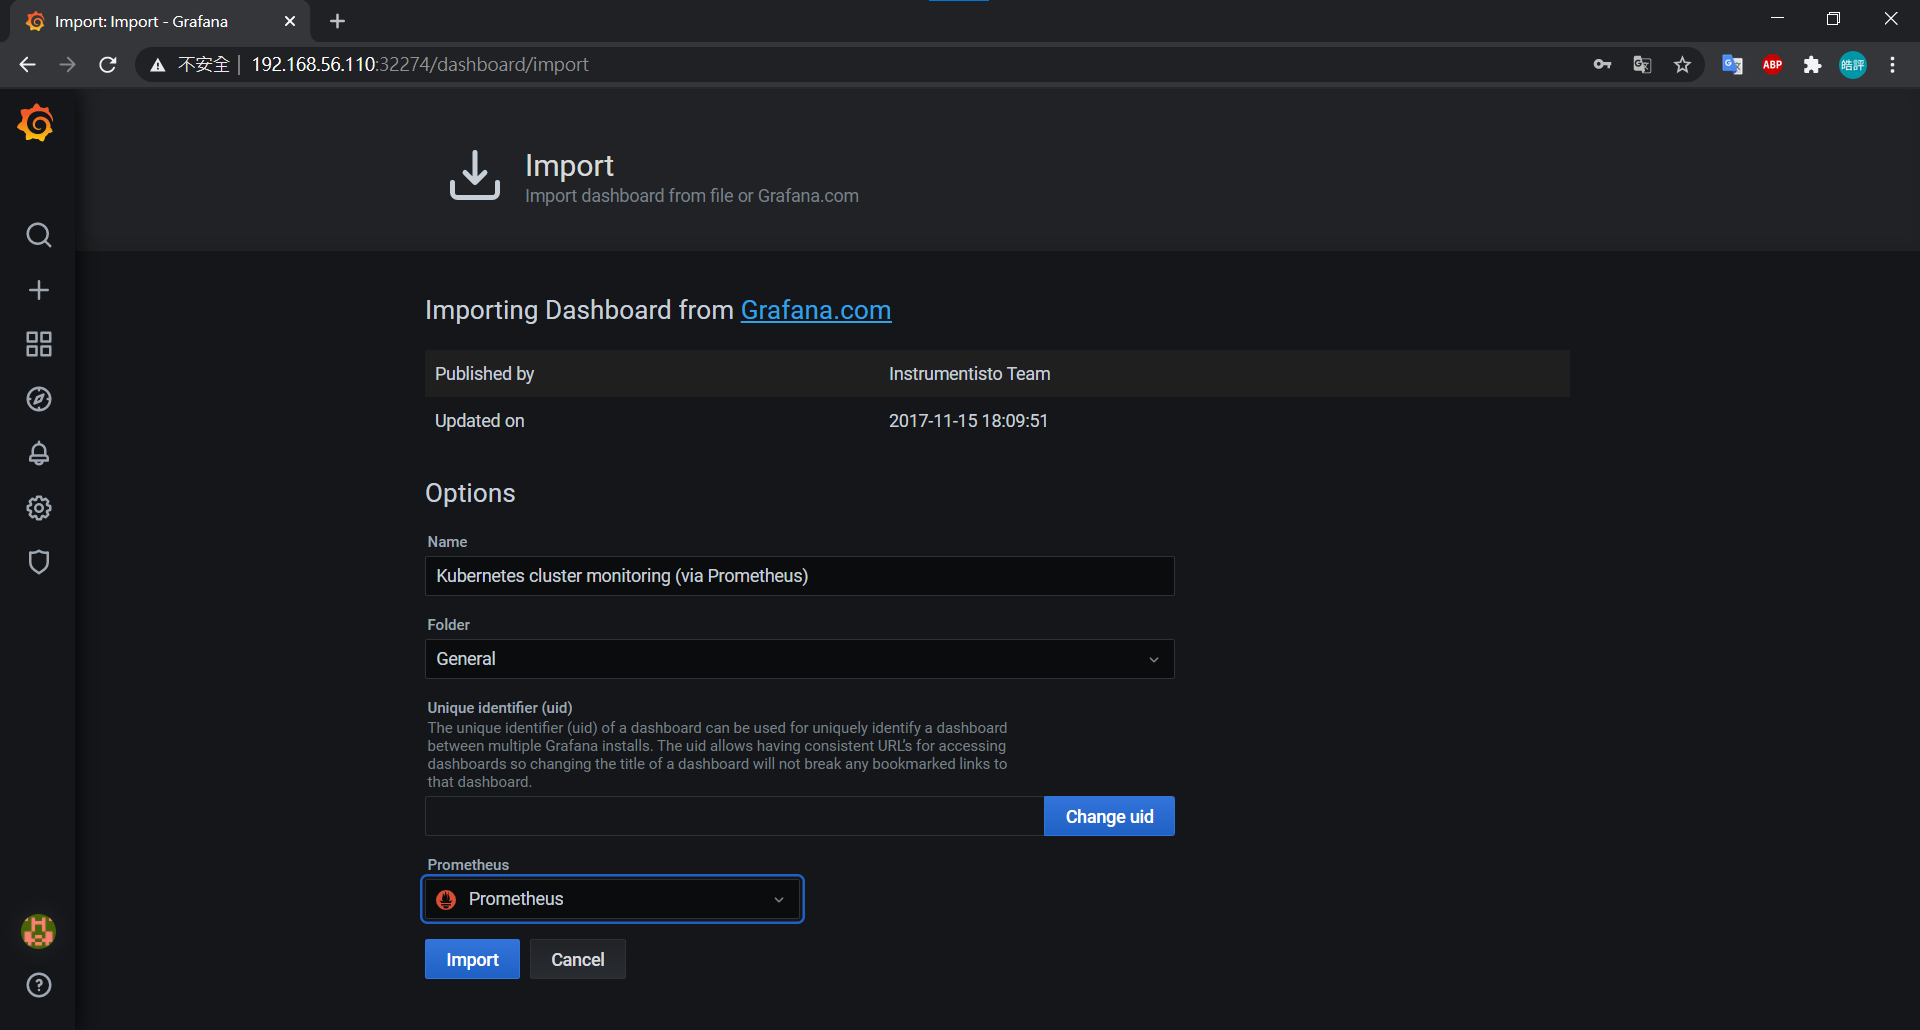 Import: Import - Grafana
不安全
192.168.56.110:32274/dashboard/import
ABP
皓評
Import
Import dashboard from file or Grafana.com
Importing Dashboard from Grafana.com
Published by Instrumentisto Team
Updated on 2017-11-15 18:09:51
Options
Name
Kubernetes cluster monitoring (via Prometheus)
Folder
General
Unique identifier (uid)
The unique identifier (uid) of a dashboard can be used for uniquely identify a dashboard
between multiple Grafana installs. The uid allows having consistent URL's for accessing
dashboards so changing the title of a dashboard will not break any bookmarked links to
that dashboard.
Change uid
Prometheus
Prometheus
Import Cancel